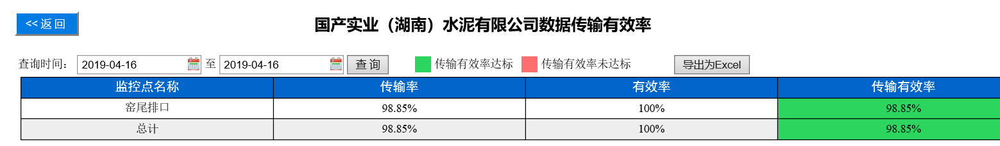 << 返 回
国产实业（湖南）水泥有限公司数据传输有效率
查询时间： 2019-04-16 至 2019-04-16 查 询 传输有效率达标 传输有效率未达标 导出为Excel
监控点名称 传输率 有效率 传输有效率
窑尾排口 98.85% 100% 98.85%
总计 98.85% 100% 98.85%